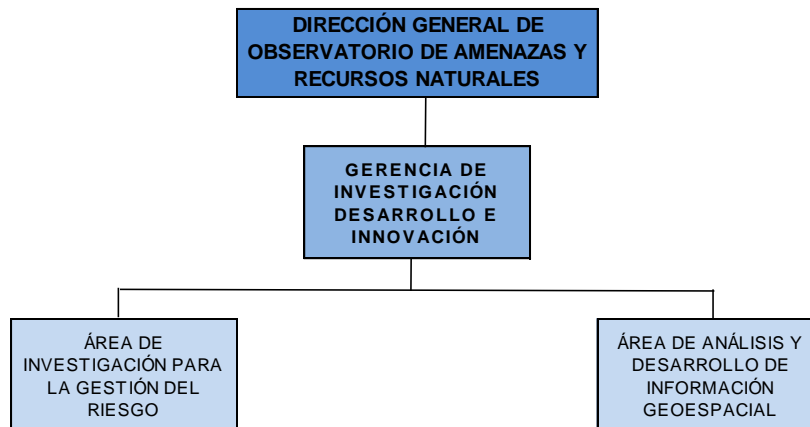 DIRECCIÓN GENERAL DE
OBSERVATORIO DE AMENAZAS Y
RECURSOS NATURALES
GERENCIA DE
INVESTIGACIÓN
DESARROLLO E
INNOVACIÓN
ÁREA DE
INVESTIGACIÓN PARA
LA GESTIÓN DEL
RIESGO
ÁREA DE ANÁLISIS Y
DESARROLLO DE
INFORMACIÓN
GEOESPACIAL